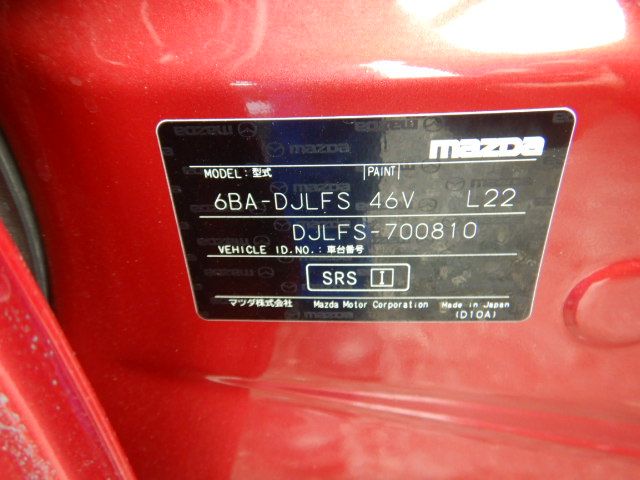 mazda
MODEL:型式 PAINT
6BA-DJLFS 46V L22
DJLFS-700810
VEHICLE ID.NO.:車台番号
SRS I
マツダ株式会社 Mazda Motor Corporation Made in Japan
(D10A)